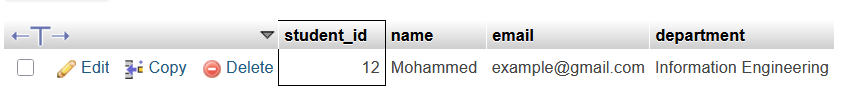 student_id name email department
Edit Copy Delete 12 Mohammed example@gmail.com Information Engineering